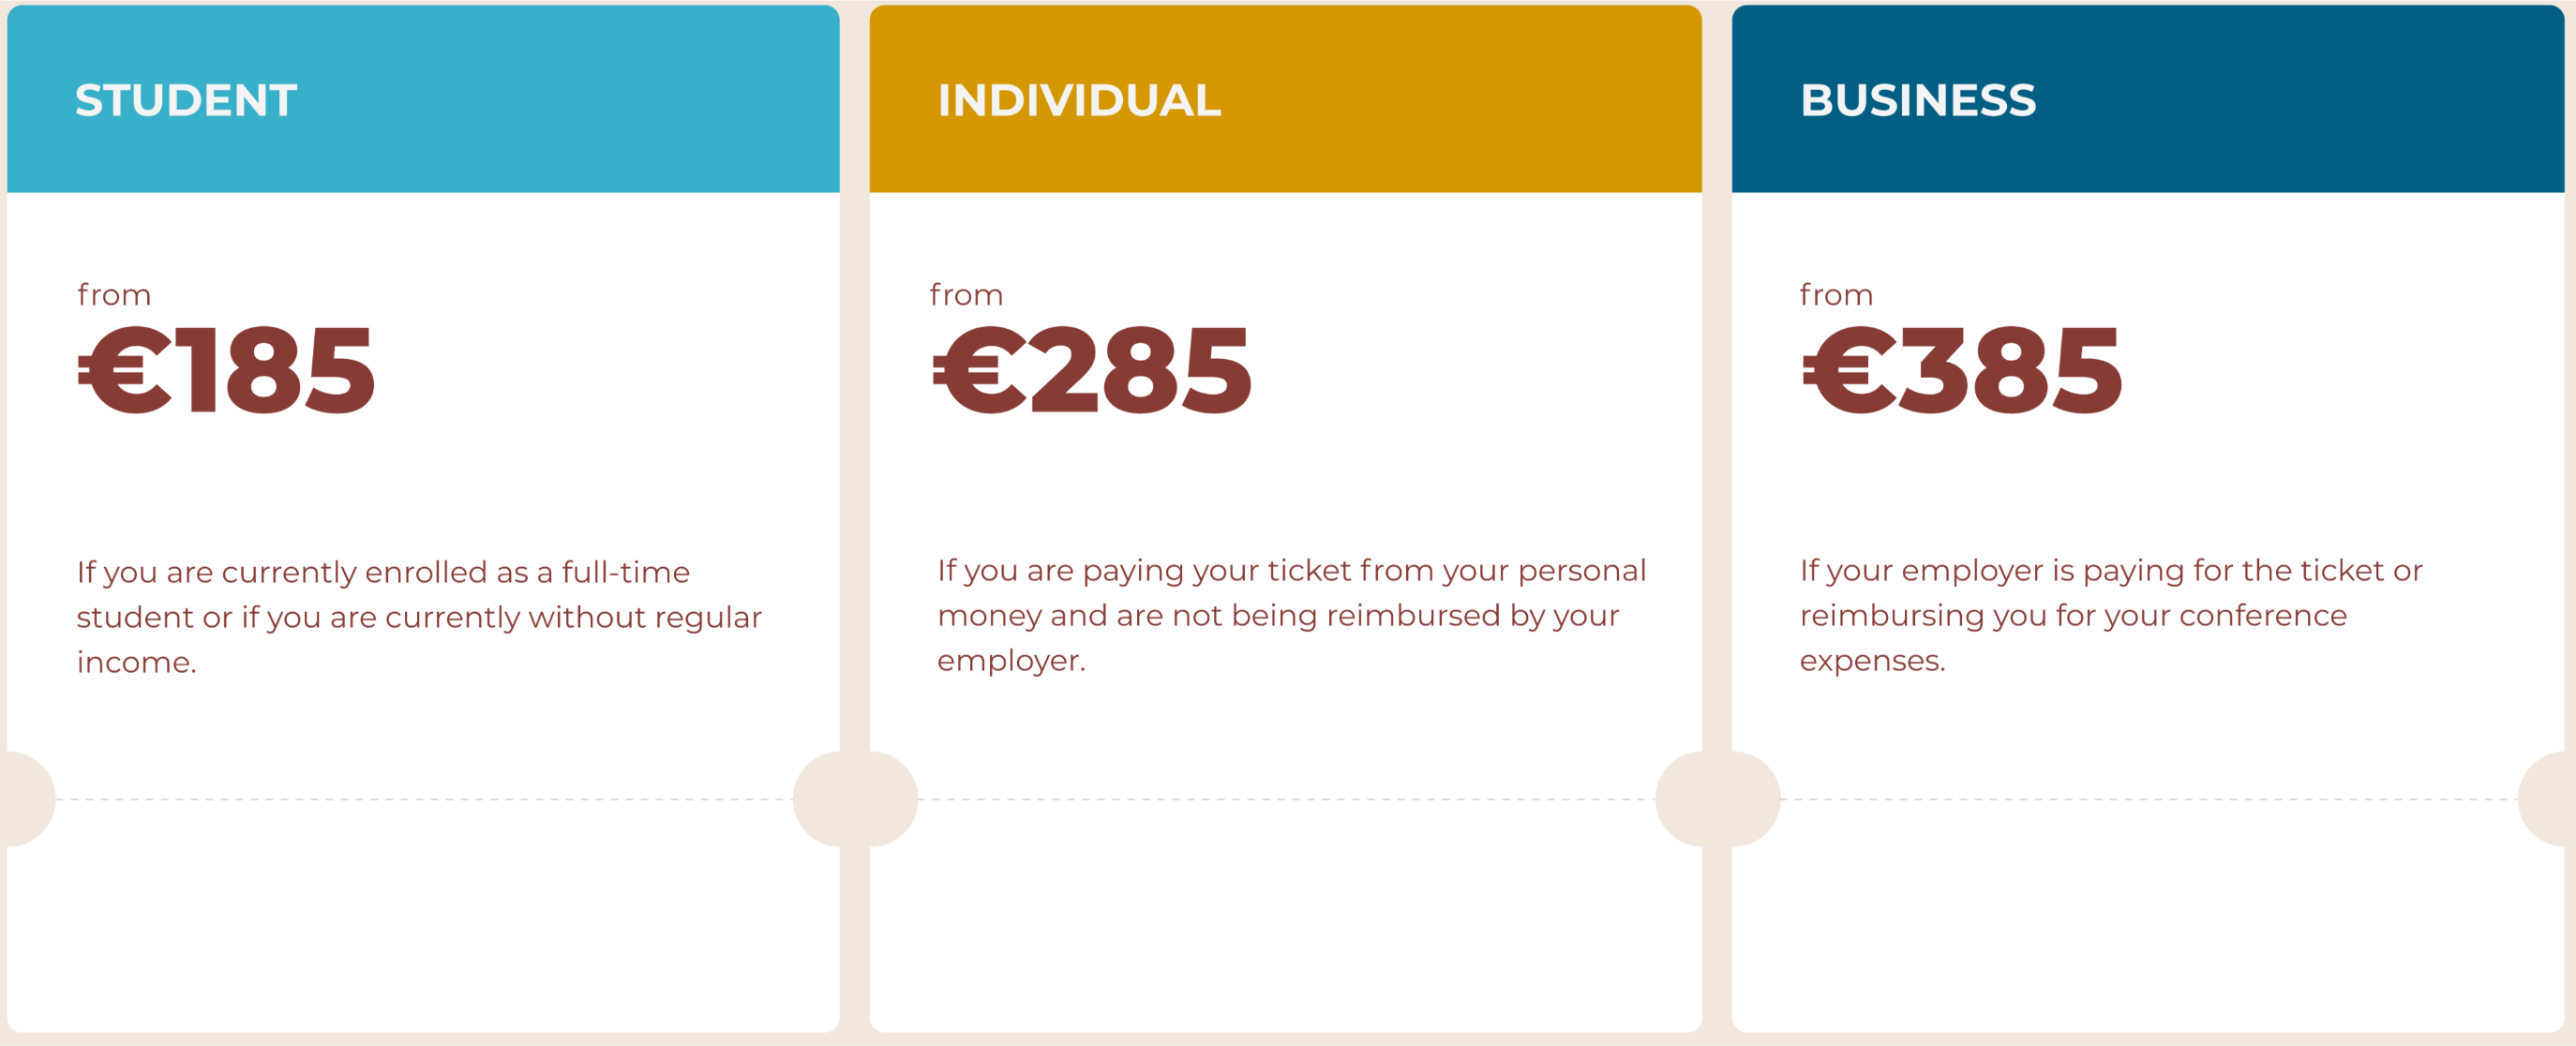 STUDENT
from
€185
If you are currently enrolled as a full-time
student or if you are currently without regular
income.
INDIVIDUAL
from
€285
If you are paying your ticket from your personal
money and are not being reimbursed by your
employer.
BUSINESS
from
€385
If your employer is paying for the ticket or
reimbursing you for your conference
expenses.